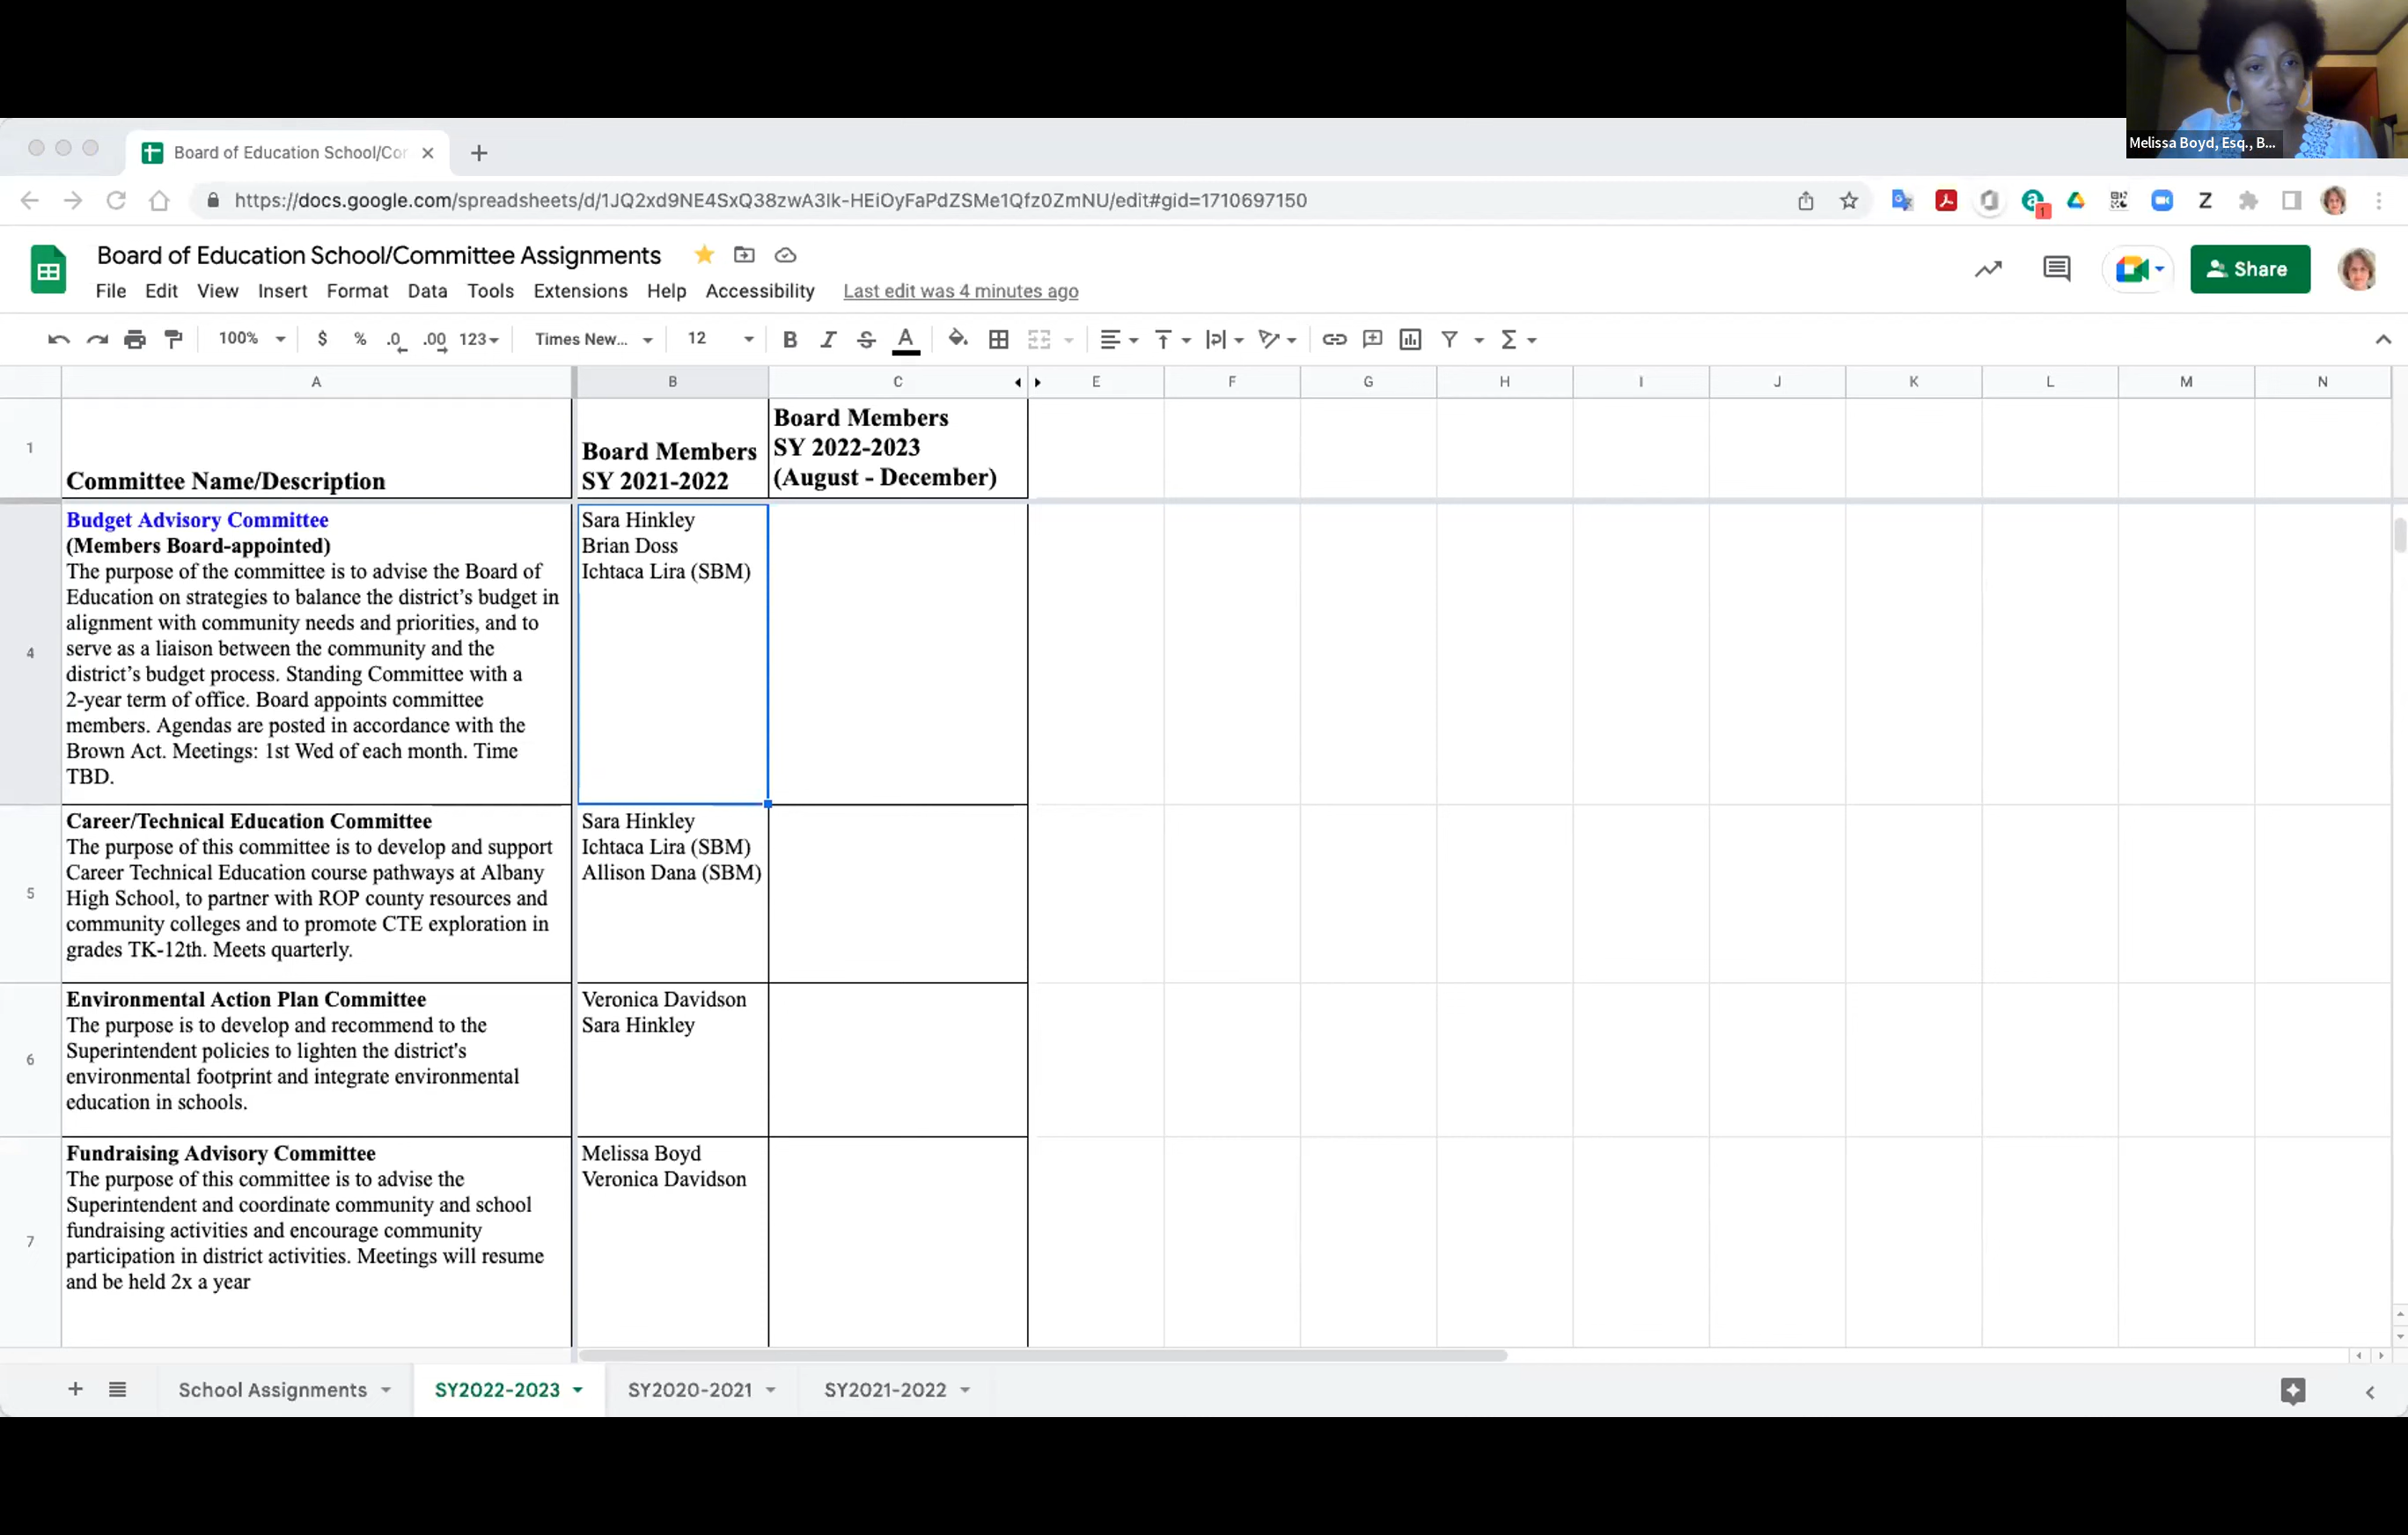 Melissa Boyd, Esq., B...
Board of Education School/Cor
https://docs.google.com/spreadsheets/d/1JQ2xd9NE4SxQ38zwA3Ik-HEiOyFaPdZSMe1Qfz0ZmNU/edit#gid=1710697150
Board of Education School/Committee Assignments
File Edit View Insert Format Data Tools Extensions Help Accessibility Last edit was 4 minutes ago
Share
100% $ % .0 .00 123 Times New... 12
A B C E F G H I J K L M N
1
Committee Name/Description
Board Members
SY 2021-2022
Board Members
SY 2022-2023
(August - December)
4
Budget Advisory Committee
(Members Board-appointed)
The purpose of the committee is to advise the Board of
Education on strategies to balance the district’s budget in
alignment with community needs and priorities, and to
serve as a liaison between the community and the
district’s budget process. Standing Committee with a
2-year term of office. Board appoints committee
members. Agendas are posted in accordance with the
Brown Act. Meetings: 1st Wed of each month. Time
TBD.
Sara Hinkley
Brian Doss
Ichtaca Lira (SBM)
5
Career/Technical Education Committee
The purpose of this committee is to develop and support
Career Technical Education course pathways at Albany
High School, to partner with ROP county resources and
community colleges and to promote CTE exploration in
grades TK-12th. Meets quarterly.
Sara Hinkley
Ichtaca Lira (SBM)
Allison Dana (SBM)
6
Environmental Action Plan Committee
The purpose is to develop and recommend to the
Superintendent policies to lighten the district's
environmental footprint and integrate environmental
education in schools.
Veronica Davidson
Sara Hinkley
7
Fundraising Advisory Committee
The purpose of this committee is to advise the
Superintendent and coordinate community and school
fundraising activities and encourage community
participation in district activities. Meetings will resume
and be held 2x a year
Melissa Boyd
Veronica Davidson
School Assignments SY2022-2023 SY2020-2021 SY2021-2022